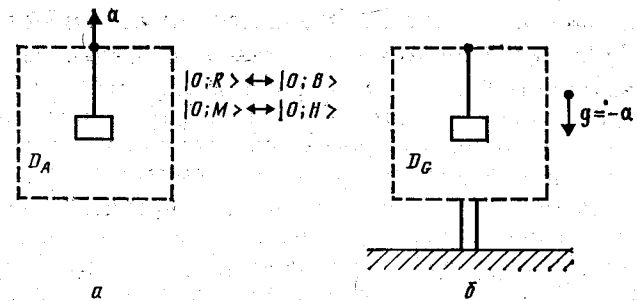 a
|0;R> ↔ |0;B>
|0;M> ↔ |0;H>
D_A
D_G
g = -a
а
б